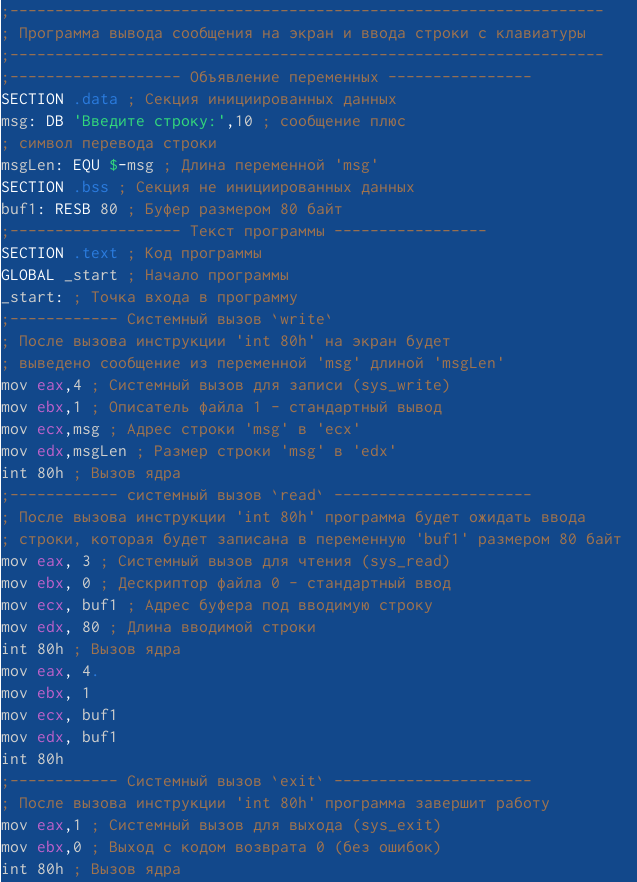 ;------------------------------------------------------------------
; Программа вывода сообщения на экран и ввода строки с клавиатуры
;------------------------------------------------------------------
;------------------- Объявление переменных ----------------
SECTION .data ; Секция инициированных данных
msg: DB 'Введите строку:',10 ; сообщение плюс
; символ перевода строки
msgLen: EQU $-msg ; Длина переменной 'msg'
SECTION .bss ; Секция не инициированных данных
buf1: RESB 80 ; Буфер размером 80 байт
;------------------- Текст программы -----------------
SECTION .text ; Код программы
GLOBAL _start ; Начало программы
_start: ; Точка входа в программу
;------------ Системный вызов `write`
; После вызова инструкции 'int 80h' на экран будет
; выведено сообщение из переменной 'msg' длиной 'msgLen'
mov eax,4 ; Системный вызов для записи (sys_write)
mov ebx,1 ; Описатель файла 1 - стандартный вывод
mov ecx,msg ; Адрес строки 'msg' в 'ecx'
mov edx,msgLen ; Размер строки 'msg' в 'edx'
int 80h ; Вызов ядра
;------------ системный вызов `read` ----------------------
; После вызова инструкции 'int 80h' программа будет ожидать ввода
; строки, которая будет записана в переменную 'buf1' размером 80 байт
mov eax, 3 ; Системный вызов для чтения (sys_read)
mov ebx, 0 ; Дескриптор файла 0 - стандартный ввод
mov ecx, buf1 ; Адрес буфера под вводимую строку
mov edx, 80 ; Длина вводимой строки
int 80h ; Вызов ядра
mov eax, 4.
mov ebx, 1
mov ecx, buf1
mov edx, buf1
int 80h
;------------ Системный вызов `exit` ----------------------
; После вызова инструкции 'int 80h' программа завершит работу
mov eax,1 ; Системный вызов для выхода (sys_exit)
mov ebx,0 ; Выход с кодом возврата 0 (без ошибок)
int 80h ; Вызов ядра